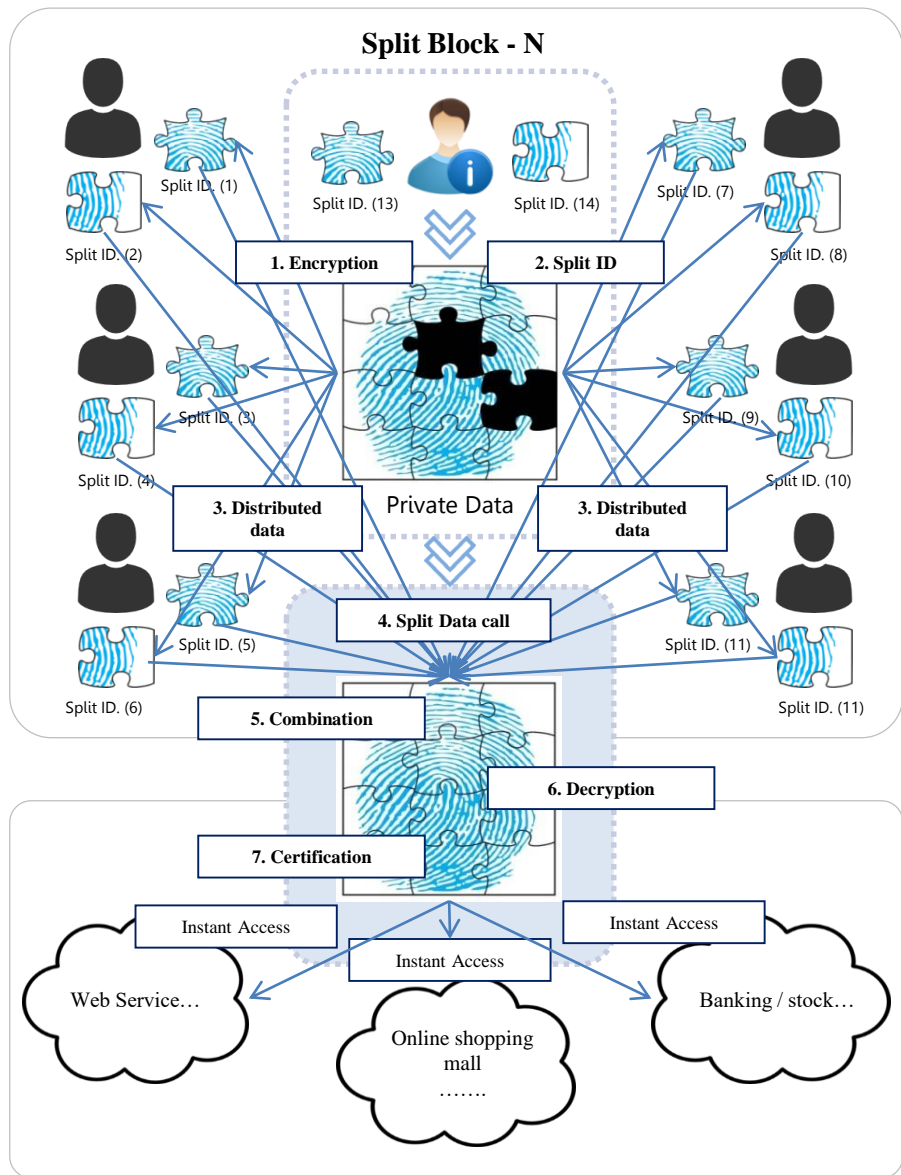 Split Block - N
Split ID. (1)
Split ID. (13)
Split ID. (14)
Split ID. (7)
Split ID. (2)
1. Encryption
2. Split ID
Split ID. (8)
Split ID. (3)
Split ID. (9)
Split ID. (4)
Split ID. (10)
Private Data
3. Distributed
data
3. Distributed
data
4. Split Data call
Split ID. (5)
Split ID. (11)
Split ID. (6)
Split ID. (11)
5. Combination
6. Decryption
7. Certification
Instant Access
Instant Access
Instant Access
Web Service…
Online shopping
mall
…….
Banking / stock…